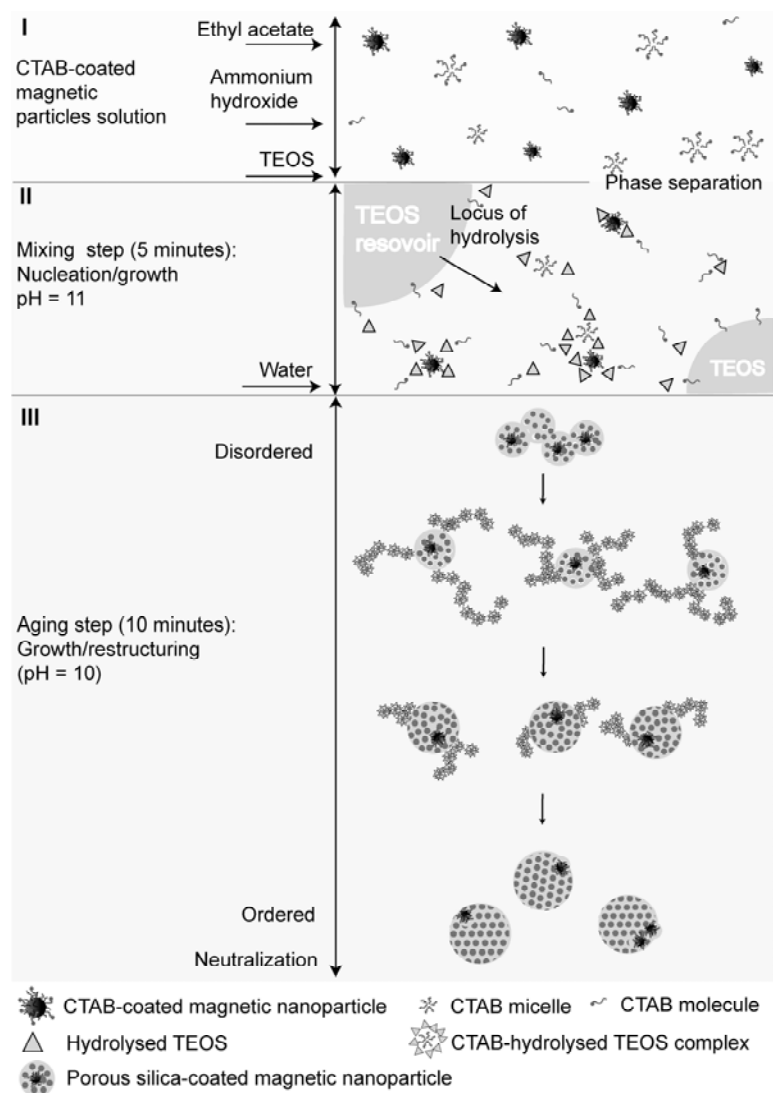 I
Ethyl acetate
CTAB-coated
magnetic
particles solution
Ammonium
hydroxide
TEOS
Phase separation
II
TEOS
resovoir
Locus of
hydrolysis
Mixing step (5 minutes):
Nucleation/growth
pH = 11
Water
TEOS
III
Disordered
Aging step (10 minutes):
Growth/restructuring
(pH = 10)
Ordered
Neutralization
CTAB-coated magnetic nanoparticle
CTAB micelle
CTAB molecule
Hydrolysed TEOS
CTAB-hydrolysed TEOS complex
Porous silica-coated magnetic nanoparticle